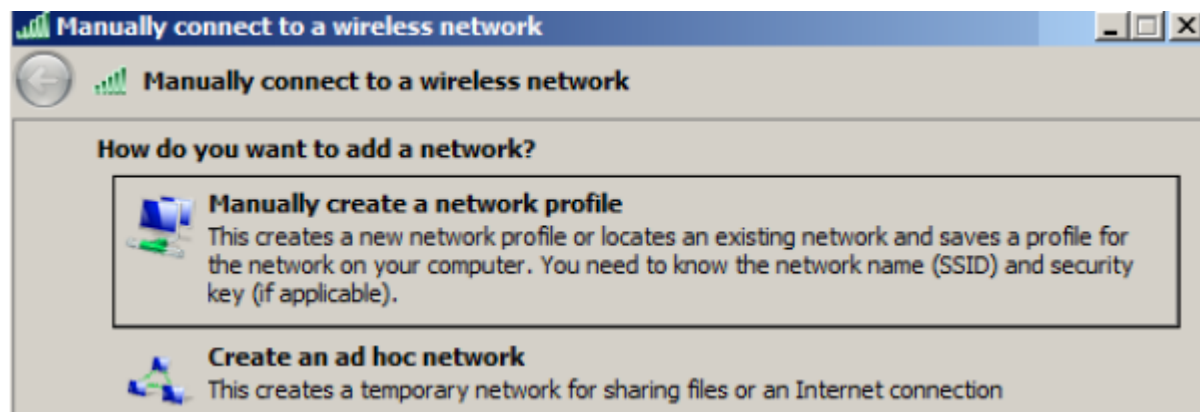 Manually connect to a wireless network
Manually connect to a wireless network
How do you want to add a network?
Manually create a network profile
This creates a new network profile or locates an existing network and saves a profile for
the network on your computer. You need to know the network name (SSID) and security
key (if applicable).
Create an ad hoc network
This creates a temporary network for sharing files or an Internet connection